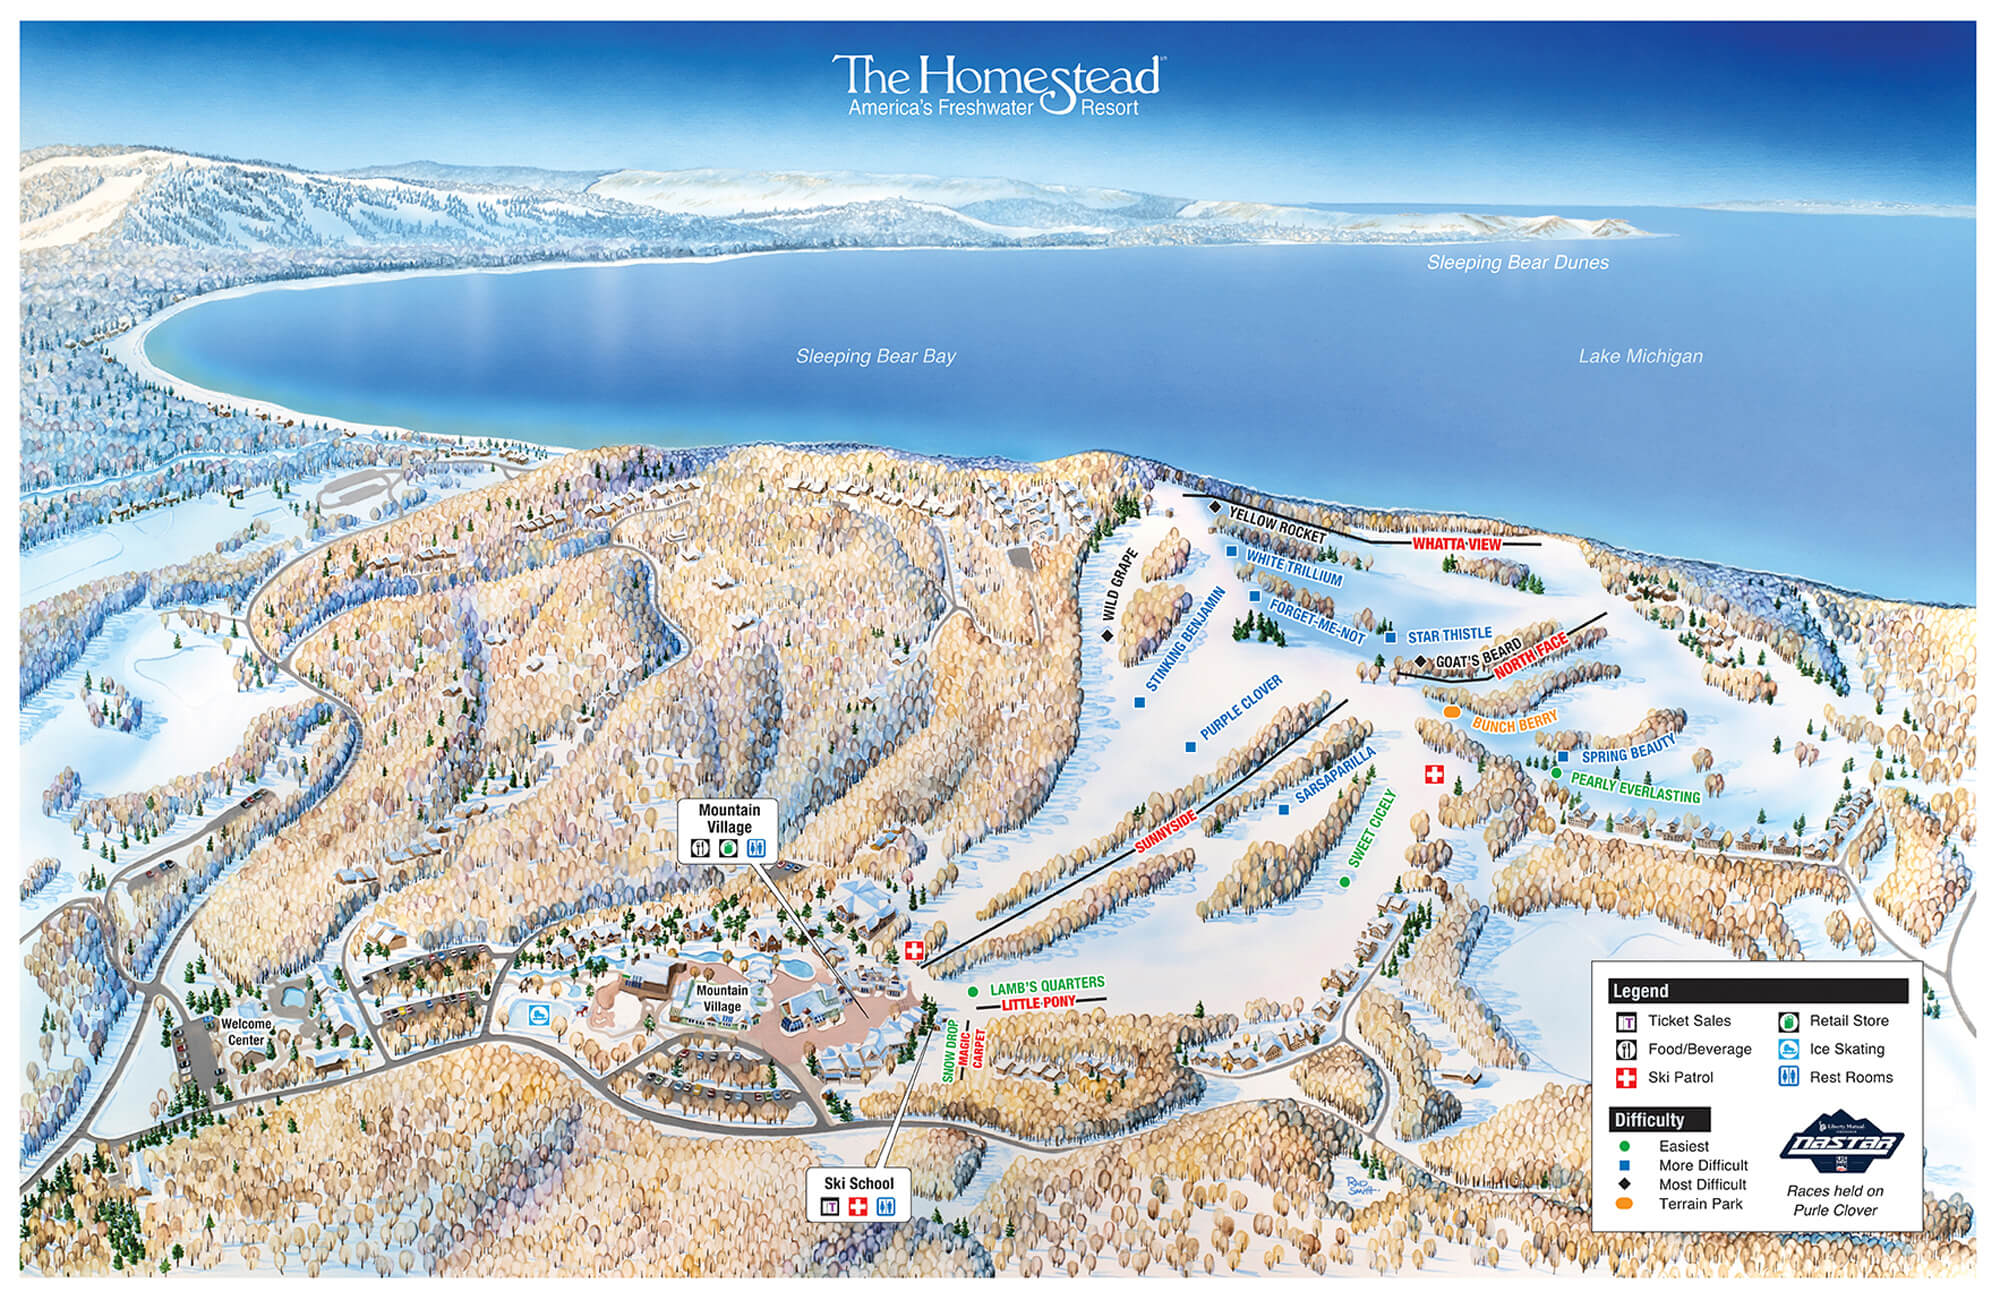 The Homestead
America's Freshwater Resort
Sleeping Bear Dunes
Sleeping Bear Bay
Lake Michigan
YELLOW ROCKET
WHATTA VIEW
WHITE TRILLIUM
WILD GRAPE
STINKING BENJAMIN
FORGET-ME-NOT
STAR THISTLE
GOAT'S BEARD
NORTH FACE
PURPLE CLOVER
BUNCH BERRY
SPRING BEAUTY
PEARLY EVERLASTING
SARSAPARILLA
SUNNYSIDE
SWEET CICELY
Mountain
Village
Mountain
Village
Welcome
Center
LAMB'S QUARTERS
LITTLE PONY
SNOW DROP
MAGIC
CARPET
Ski School
T
Legend
T Ticket Sales
Food/Beverage
Ski Patrol
Retail Store
Ice Skating
Rest Rooms
Difficulty
Easiest
More Difficult
Most Difficult
Terrain Park
Liberty Mutual
NASTAR
Races held on
Purle Clover